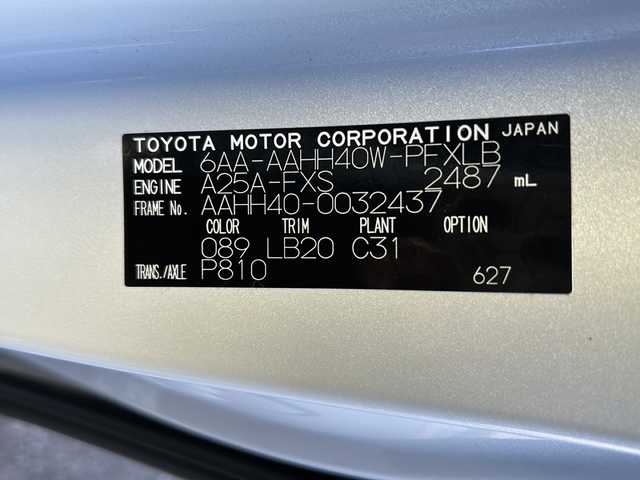 TOYOTA MOTOR CORPORATION JAPAN
MODEL 6AA-AAHH40W-PFXLB
ENGINE A25A-FXS 2487 mL
FRAME No. AAHH40-0032437
COLOR TRIM PLANT OPTION
089 LB20 C31
TRANS./AXLE P810
627